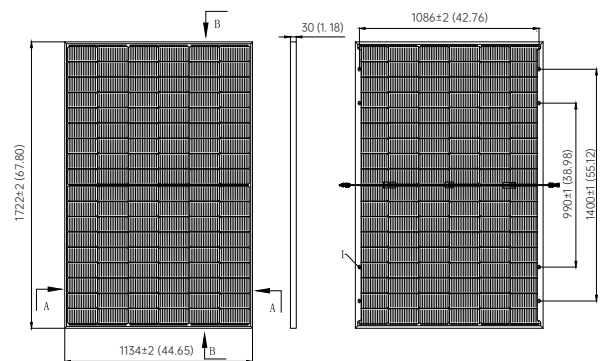 B
30 (1.18)
1086±2 (42.76)
1722±2 (67.80)
990±1 (38.98)
1400±1 (55.12)
I
A
A
1134±2 (44.65)
B